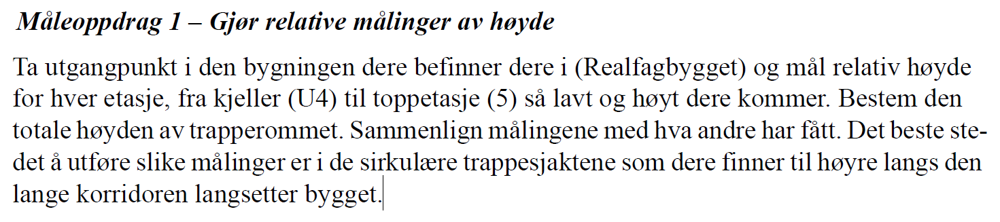 Måleoppdrag 1 – Gjør relative målinger av høyde
Ta utgangpunkt i den bygningen dere befinner dere i (Realfagbygget) og mål relativ høyde
for hver etasje, fra kjeller (U4) til toppetasje (5) så lavt og høyt dere kommer. Bestem den
totale høyden av trapperommet. Sammenlign målingene med hva andre har fått. Det beste ste-
det å utføre slike målinger er i de sirkulære trappesjaktene som dere finner til høyre langs den
lange korridoren langsetter bygget.